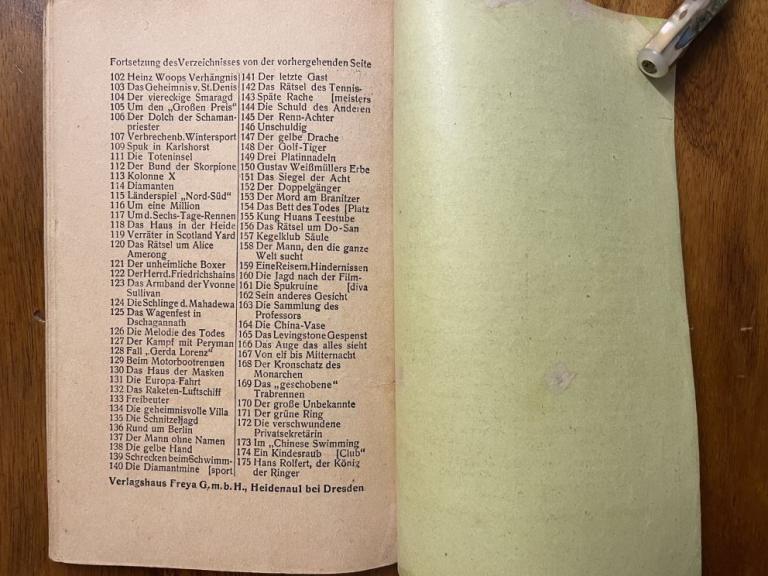 Fortsetzung des Verzeichnisses von der vorhergehenden Seite
102 Heinz Woops Verhängnis
103 Das Geheimnis v. St. Denis
104 Der viereckige Smaragd
105 Um den „Großen Preis“
106 Der Dolch der Schaman-
priester
107 Verbrechen b. Wintersport
109 Spuk in Karlshorst
111 Die Toteninsel
112 Der Bund der Skorpione
113 Kolonne X
114 Diamanten
115 Länderspiel „Nord-Süd“
116 Um eine Million
117 Um d. Sechs-Tage-Rennen
118 Das Haus in der Heide
119 Verräter in Scotland Yard
120 Das Rätsel um Alice
Amerong
121 Der unheimliche Boxer
122 Der Herr d. Friedrichshains
123 Das Armband der Yvonne
Sullivan
124 Die Schlinge d. Mahadewa
125 Das Wagenfest in
Dschagannath
126 Die Melodie des Todes
127 Der Kampf mit Peryman
128 Fall „Gerda Lorenz“
129 Beim Motorbootrennen
130 Das Haus der Masken
131 Die Europa-Fahrt
132 Das Raketen-Luftschiff
133 Freibeuter
134 Die geheimnisvolle Villa
135 Die Schnitzeljagd
136 Rund um Berlin
137 Der Mann ohne Namen
138 Die gelbe Hand
139 Schrecken beim Schwimm-
140 Die Diamantmine [sport
141 Der letzte Gast
142 Das Rätsel des Tennis-
143 Späte Rache [meisters
144 Die Schuld des Anderen
145 Der Renn-Achter
146 Unschuldig
147 Der gelbe Drache
148 Der Golf-Tiger
149 Drei Platinnadeln
150 Gustav Weißmüllers Erbe
151 Das Siegel der Acht
152 Der Doppelgänger
153 Der Mord am Branitzer
154 Das Bett des Todes [Platz
155 Kung Huans Teestube
156 Das Rätsel um Do-San
157 Kegelklub Säule
158 Der Mann, den die ganze
Welt sucht
159 Eine Reise m. Hindernissen
160 Die Jagd nach der Film-
161 Die Spukruine [diva
162 Sein anderes Gesicht
163 Die Sammlung des
Professors
164 Die China-Vase
165 Das Levingstone Gespenst
166 Das Auge das alles sieht
167 Von elf bis Mitternacht
168 Der Kronschatz des
Monarchen
169 Das „geschobene“
Trabrennen
170 Der große Unbekannte
171 Der grüne Ring
172 Die verschwundene
Privatsekretärin
173 Im „Chinese Swimming
174 Ein Kindesraub [Club“
175 Hans Rolfert, der König
der Ringer
Verlagshaus Freya G. m. b. H., Heidenau I bei Dresden